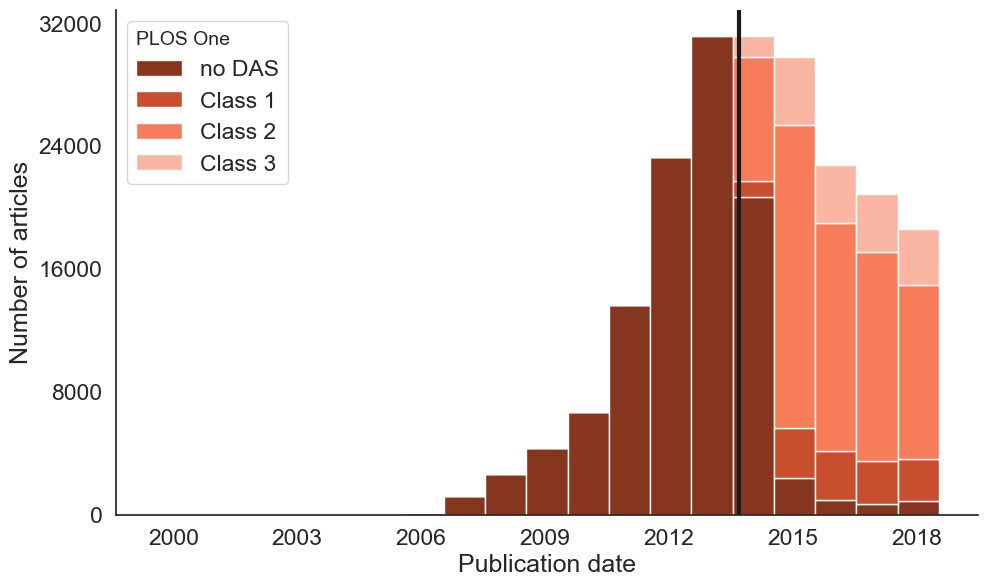 PLOS One
no DAS
Class 1
Class 2
Class 3
Number of articles
32000
24000
16000
8000
0
2000 2003 2006 2009 2012 2015 2018
Publication date